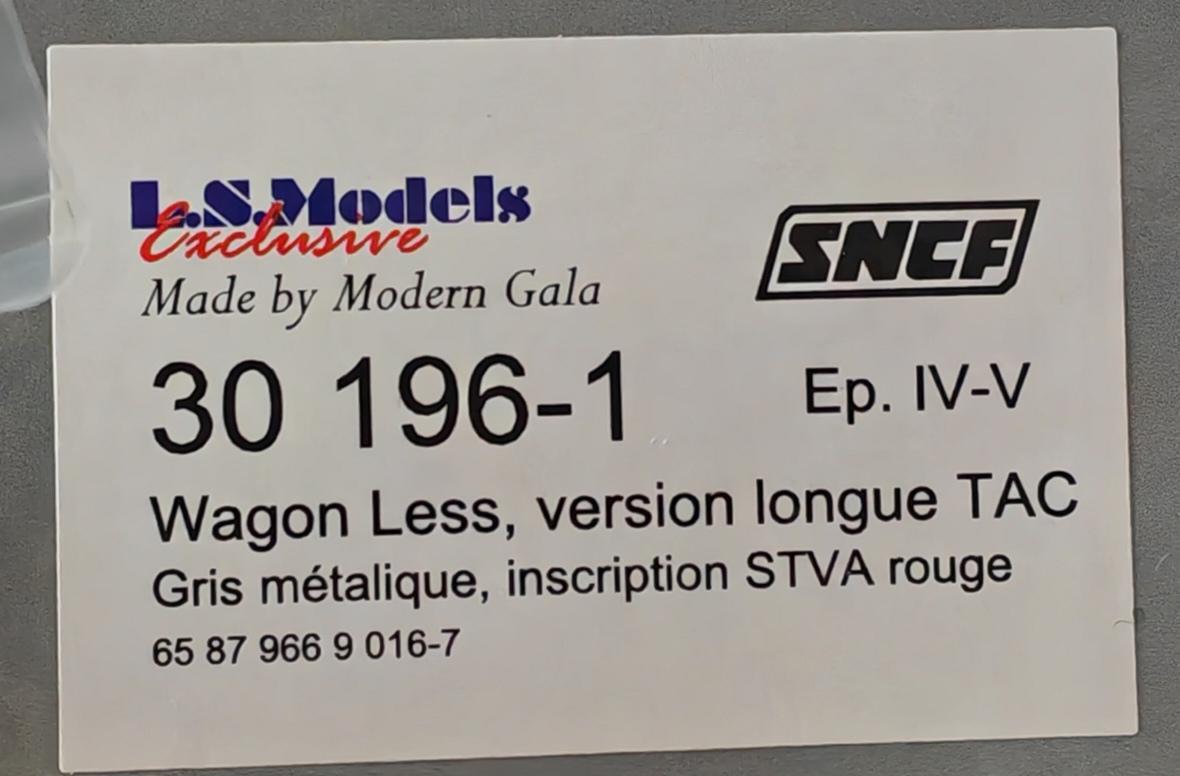 L.S.Models
Exclusive
Made by Modern Gala
SNCF
30 196-1
Ep. IV-V
Wagon Less, version longue TAC
Gris métalique, inscription STVA rouge
65 87 966 9 016-7